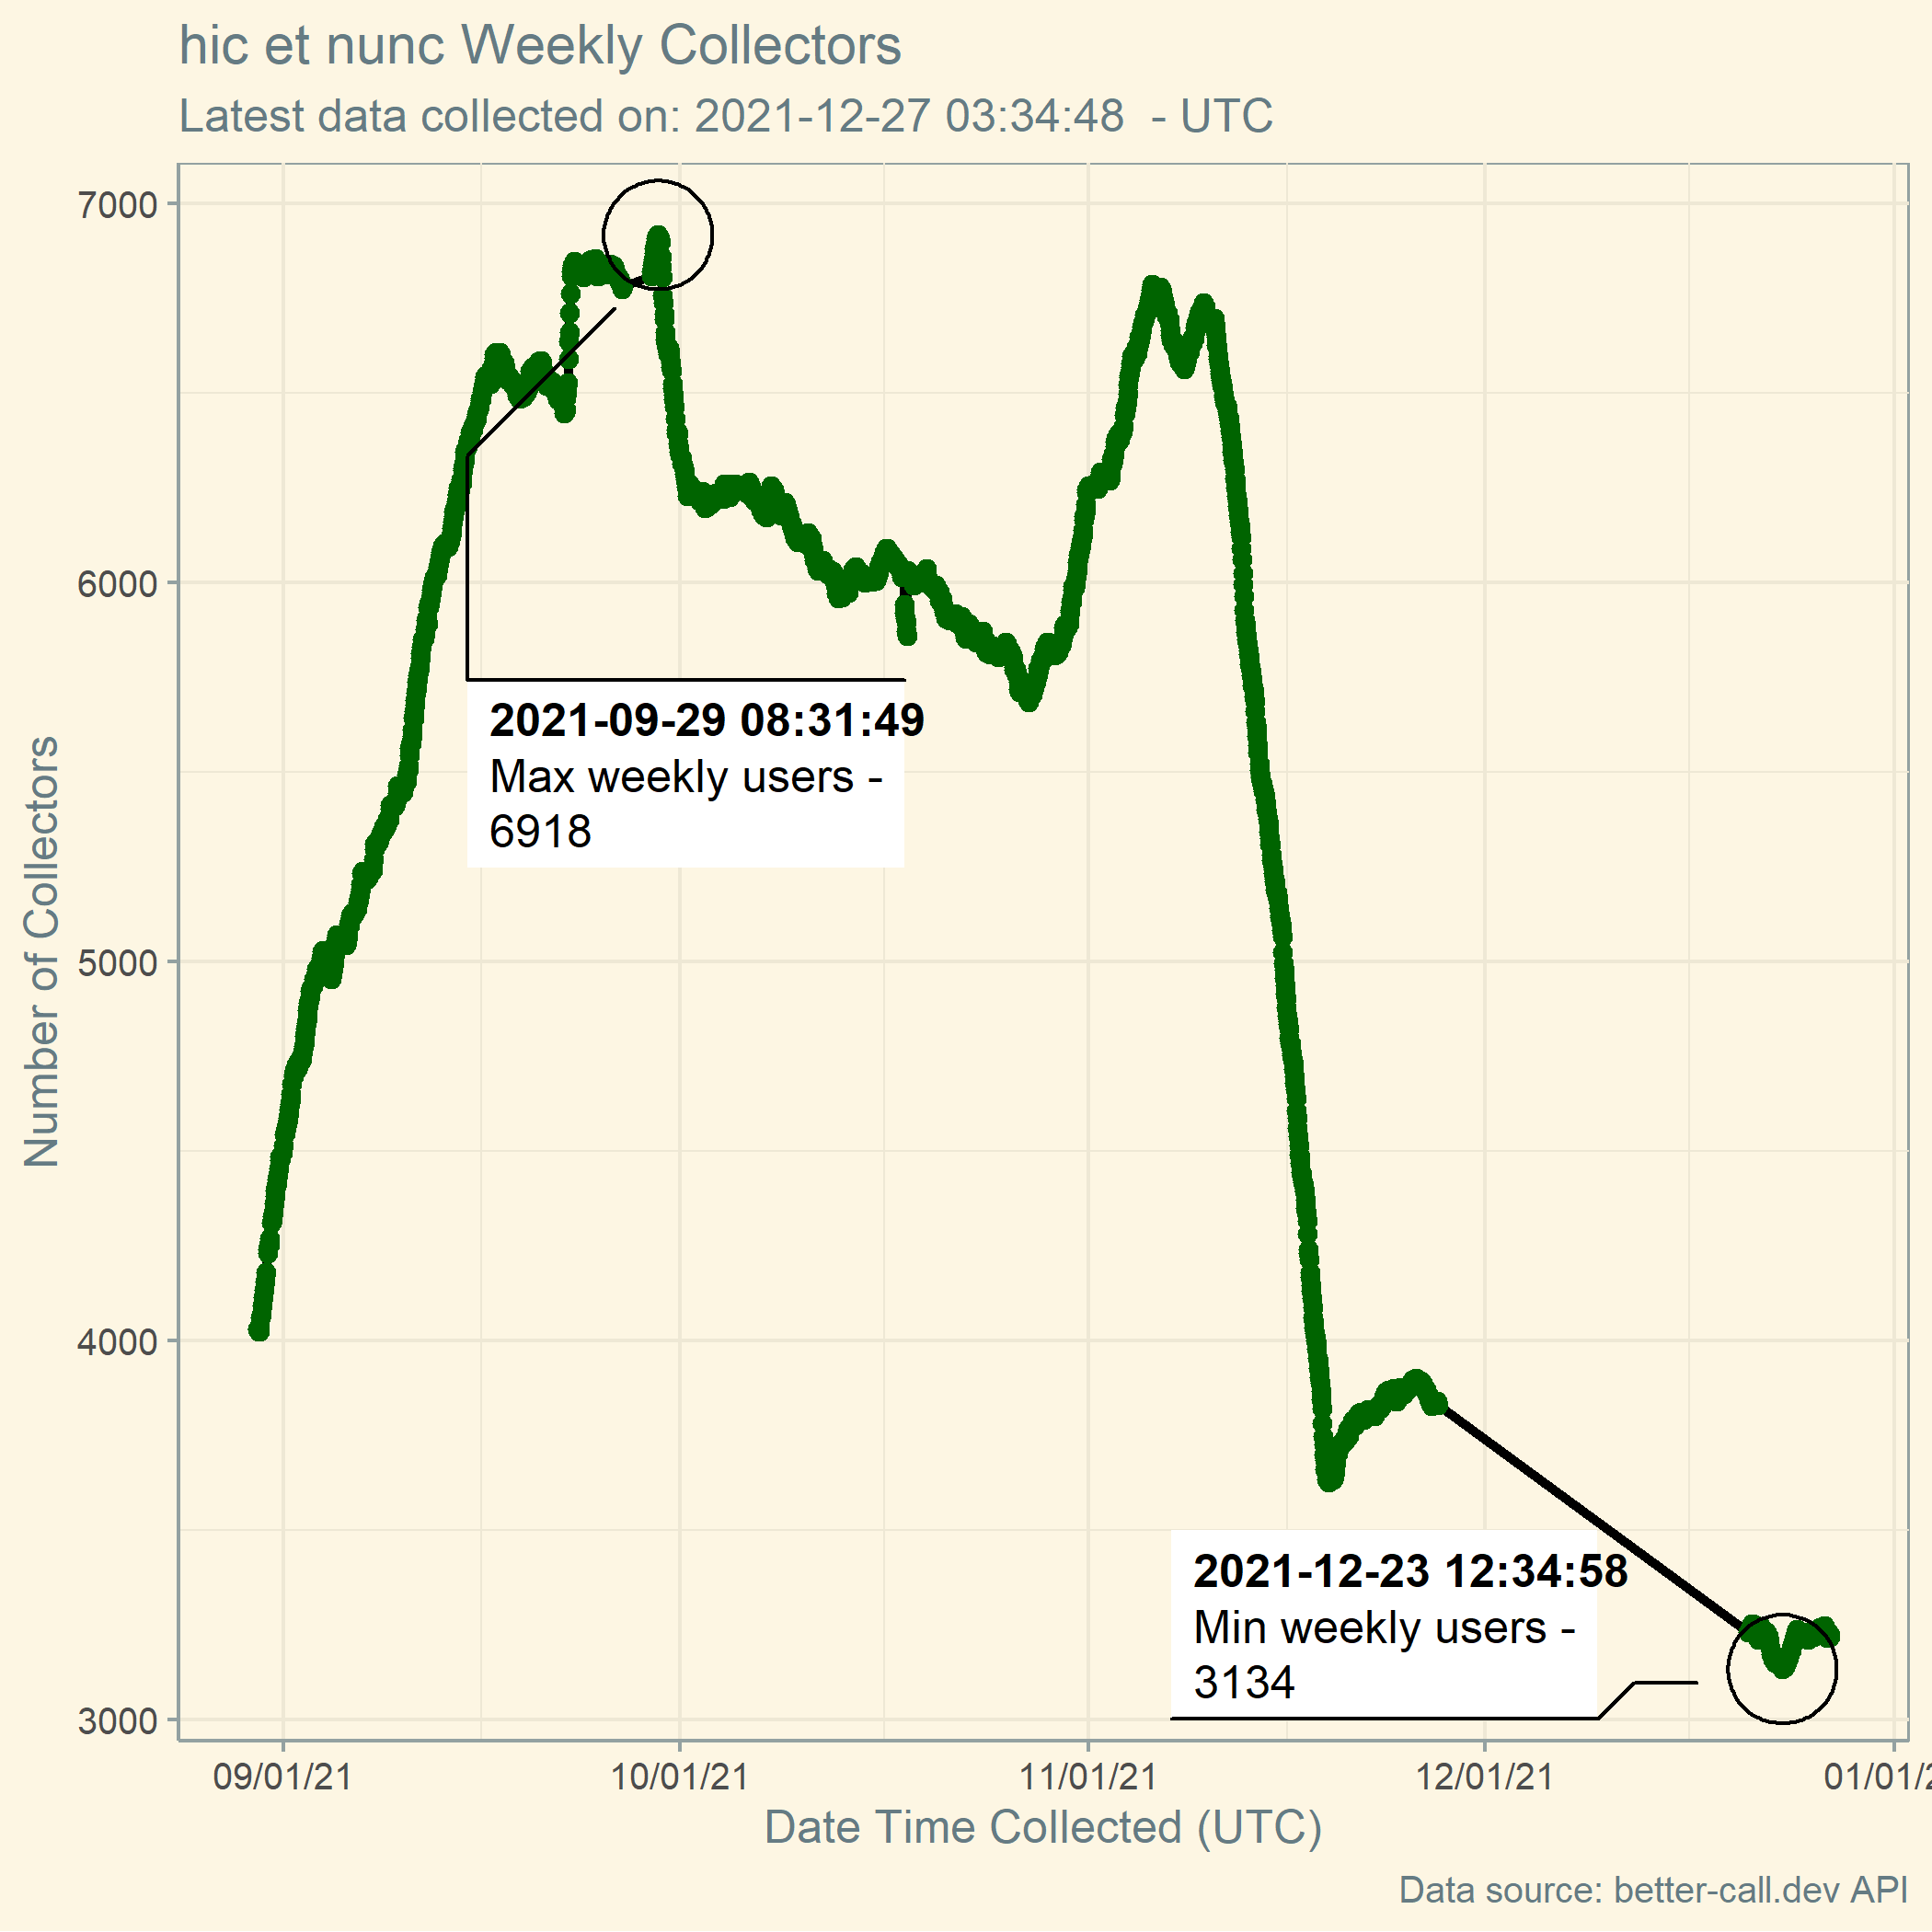 hic et nunc Weekly Collectors
Latest data collected on: 2021-12-27 03:34:48 - UTC
Number of Collectors
7000
6000
5000
4000
3000
2021-09-29 08:31:49
Max weekly users -
6918
2021-12-23 12:34:58
Min weekly users -
3134
09/01/21
10/01/21
11/01/21
12/01/21
01/01/2
Date Time Collected (UTC)
Data source: better-call.dev API